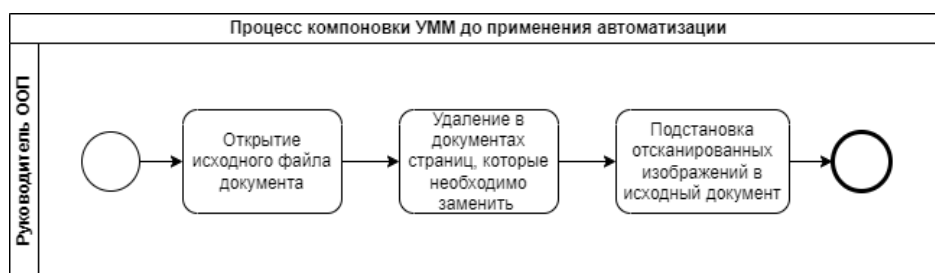 Процесс компоновки УММ до применения автоматизации
Руководитель ООП
Открытие
исходного файла
документа
Удаление в
документах
страниц, которые
необходимо
заменить
Подстановка
отсканированных
изображений в
исходный документ